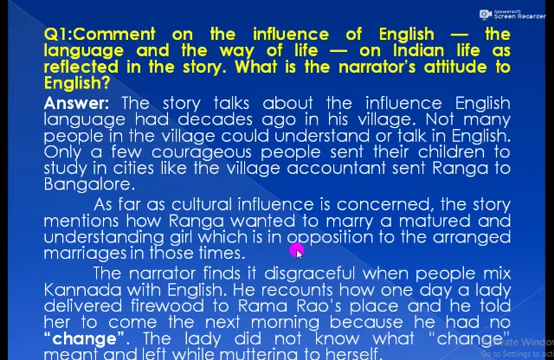 Apowersoft
Screen Recorder
Q1:Comment on the influence of English — the
language and the way of life — on Indian life as
reflected in the story. What is the narrator's attitude to
English?
Answer: The story talks about the influence English
language had decades ago in his village. Not many
people in the village could understand or talk in English.
Only a few courageous people sent their children to
study in cities like the village accountant sent Ranga to
Bangalore.
As far as cultural influence is concerned, the story
mentions how Ranga wanted to marry a matured and
understanding girl which is in opposition to the arranged
marriages in those times.
The narrator finds it disgraceful when people mix
Kannada with English. He recounts how one day a lady
delivered firewood to Rama Rao's place and he told
her to come the next morning because he had no
"change". The lady did not know what "change"
meant and left while muttering to herself.